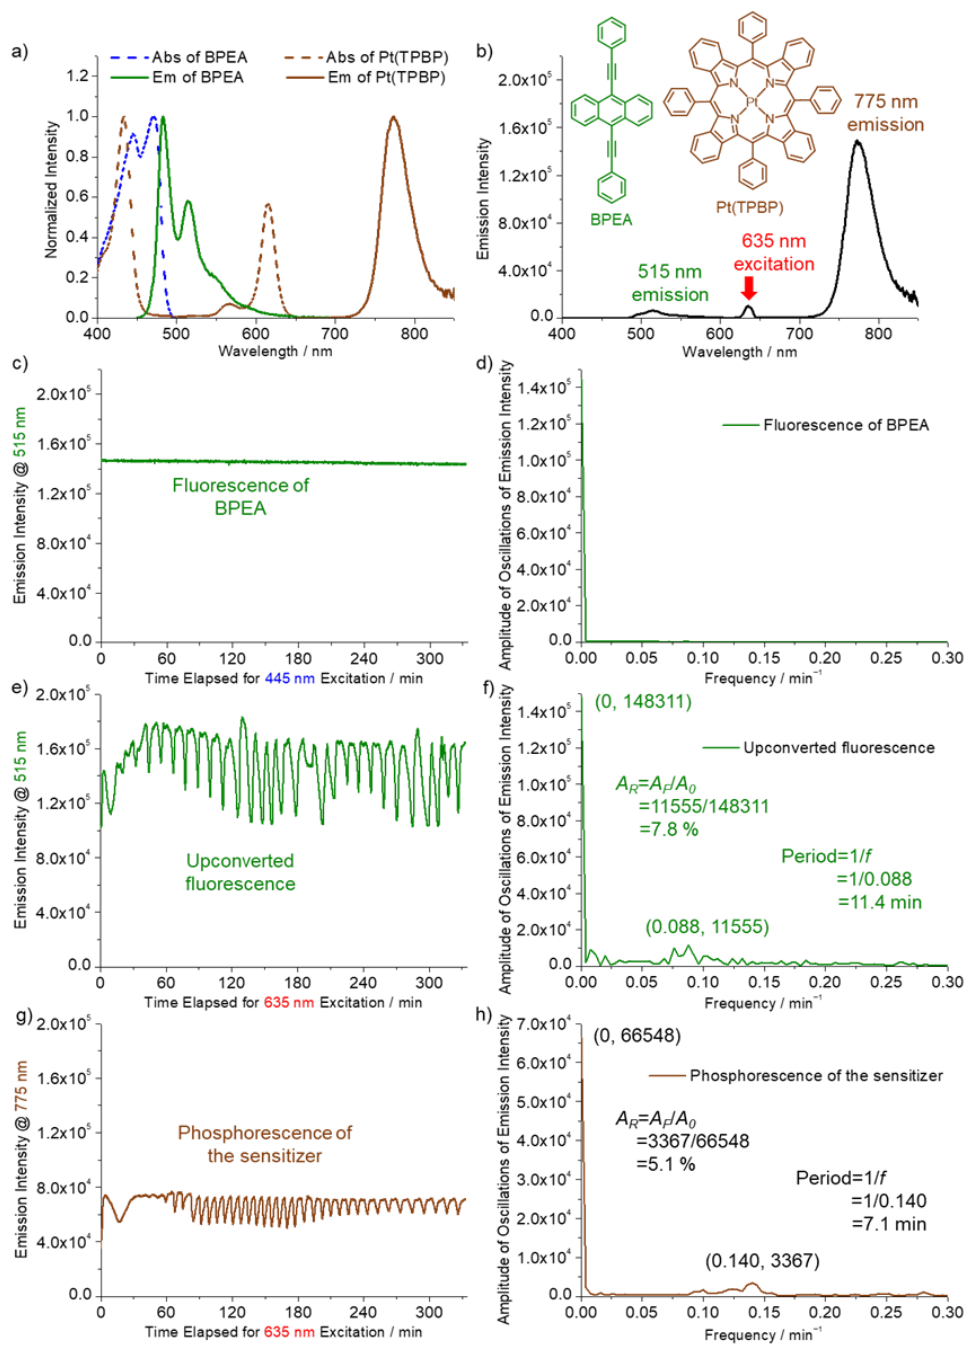 a)
Abs of BPEA
Abs of Pt(TPBP)
Em of BPEA
Em of Pt(TPBP)
Normalized Intensity
1.2
1.0
0.8
0.6
0.4
0.2
0.0
400 500 600 700 800
Wavelength / nm
b)
Emission Intensity
2.0x10⁵
1.6x10⁵
1.2x10⁵
8.0x10⁴
4.0x10⁴
0.0
400 500 600 700 800
Wavelength / nm
N N
Pt
N N
BPEA
Pt(TPBP)
775 nm
emission
635 nm
excitation
515 nm
emission
c)
Emission Intensity @ 515 nm
2.0x10⁵
1.6x10⁵
1.2x10⁵
8.0x10⁴
4.0x10⁴
0.0
Fluorescence of
BPEA
0 60 120 180 240 300
Time Elapsed for 445 nm Excitation / min
d)
Amplitude of Oscillations of Emission Intensity
1.4x10⁵
1.2x10⁵
1.0x10⁵
8.0x10⁴
6.0x10⁴
4.0x10⁴
2.0x10⁴
0.0
Fluorescence of BPEA
0.00 0.05 0.10 0.15 0.20 0.25 0.30
Frequency / min⁻¹
e)
Emission Intensity @ 515 nm
2.0x10⁵
1.6x10⁵
1.2x10⁵
8.0x10⁴
4.0x10⁴
0.0
Upconverted
fluorescence
0 60 120 180 240 300
Time Elapsed for 635 nm Excitation / min
f)
Amplitude of Oscillations of Emission Intensity
1.4x10⁵
1.2x10⁵
1.0x10⁵
8.0x10⁴
6.0x10⁴
4.0x10⁴
2.0x10⁴
0.0
(0, 148311)
Upconverted fluorescence
A_R=A_F/A_0
=11555/148311
=7.8 %
Period=1/f
=1/0.088
=11.4 min
(0.088, 11555)
0.00 0.05 0.10 0.15 0.20 0.25 0.30
Frequency / min⁻¹
g)
Emission Intensity @ 775 nm
2.0x10⁵
1.6x10⁵
1.2x10⁵
8.0x10⁴
4.0x10⁴
0.0
Phosphorescence of
the sensitizer
0 60 120 180 240 300
Time Elapsed for 635 nm Excitation / min
h)
Amplitude of Oscillations of Emission Intensity
7.0x10⁴
6.0x10⁴
5.0x10⁴
4.0x10⁴
3.0x10⁴
2.0x10⁴
1.0x10⁴
0.0
(0, 66548)
Phosphorescence of the sensitizer
A_R=A_F/A_0
=3367/66548
=5.1 %
Period=1/f
=1/0.140
=7.1 min
(0.140, 3367)
0.00 0.05 0.10 0.15 0.20 0.25 0.30
Frequency / min⁻¹